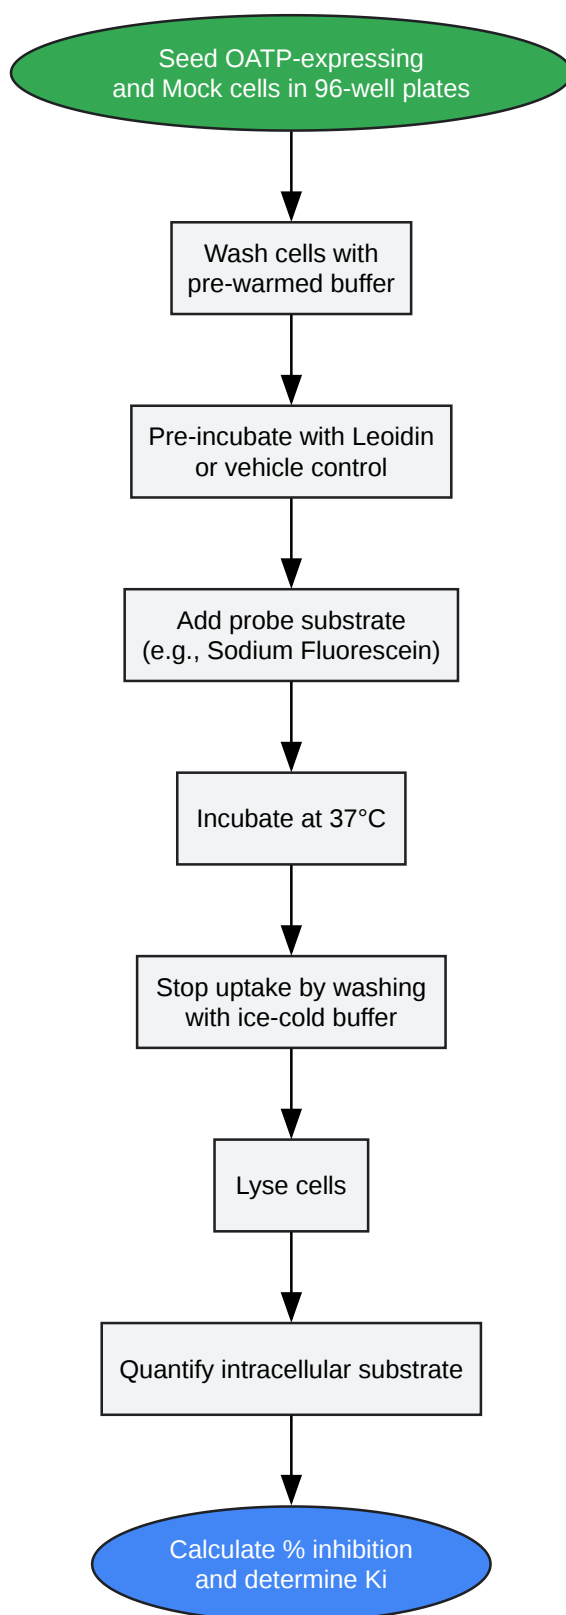 Seed OATP-expressing
and Mock cells in 96-well plates
Wash cells with
pre-warmed buffer
Pre-incubate with Leoidin
or vehicle control
Add probe substrate
(e.g., Sodium Fluorescein)
Incubate at 37°C
Stop uptake by washing
with ice-cold buffer
Lyse cells
Quantify intracellular substrate
Calculate % inhibition
and determine Ki